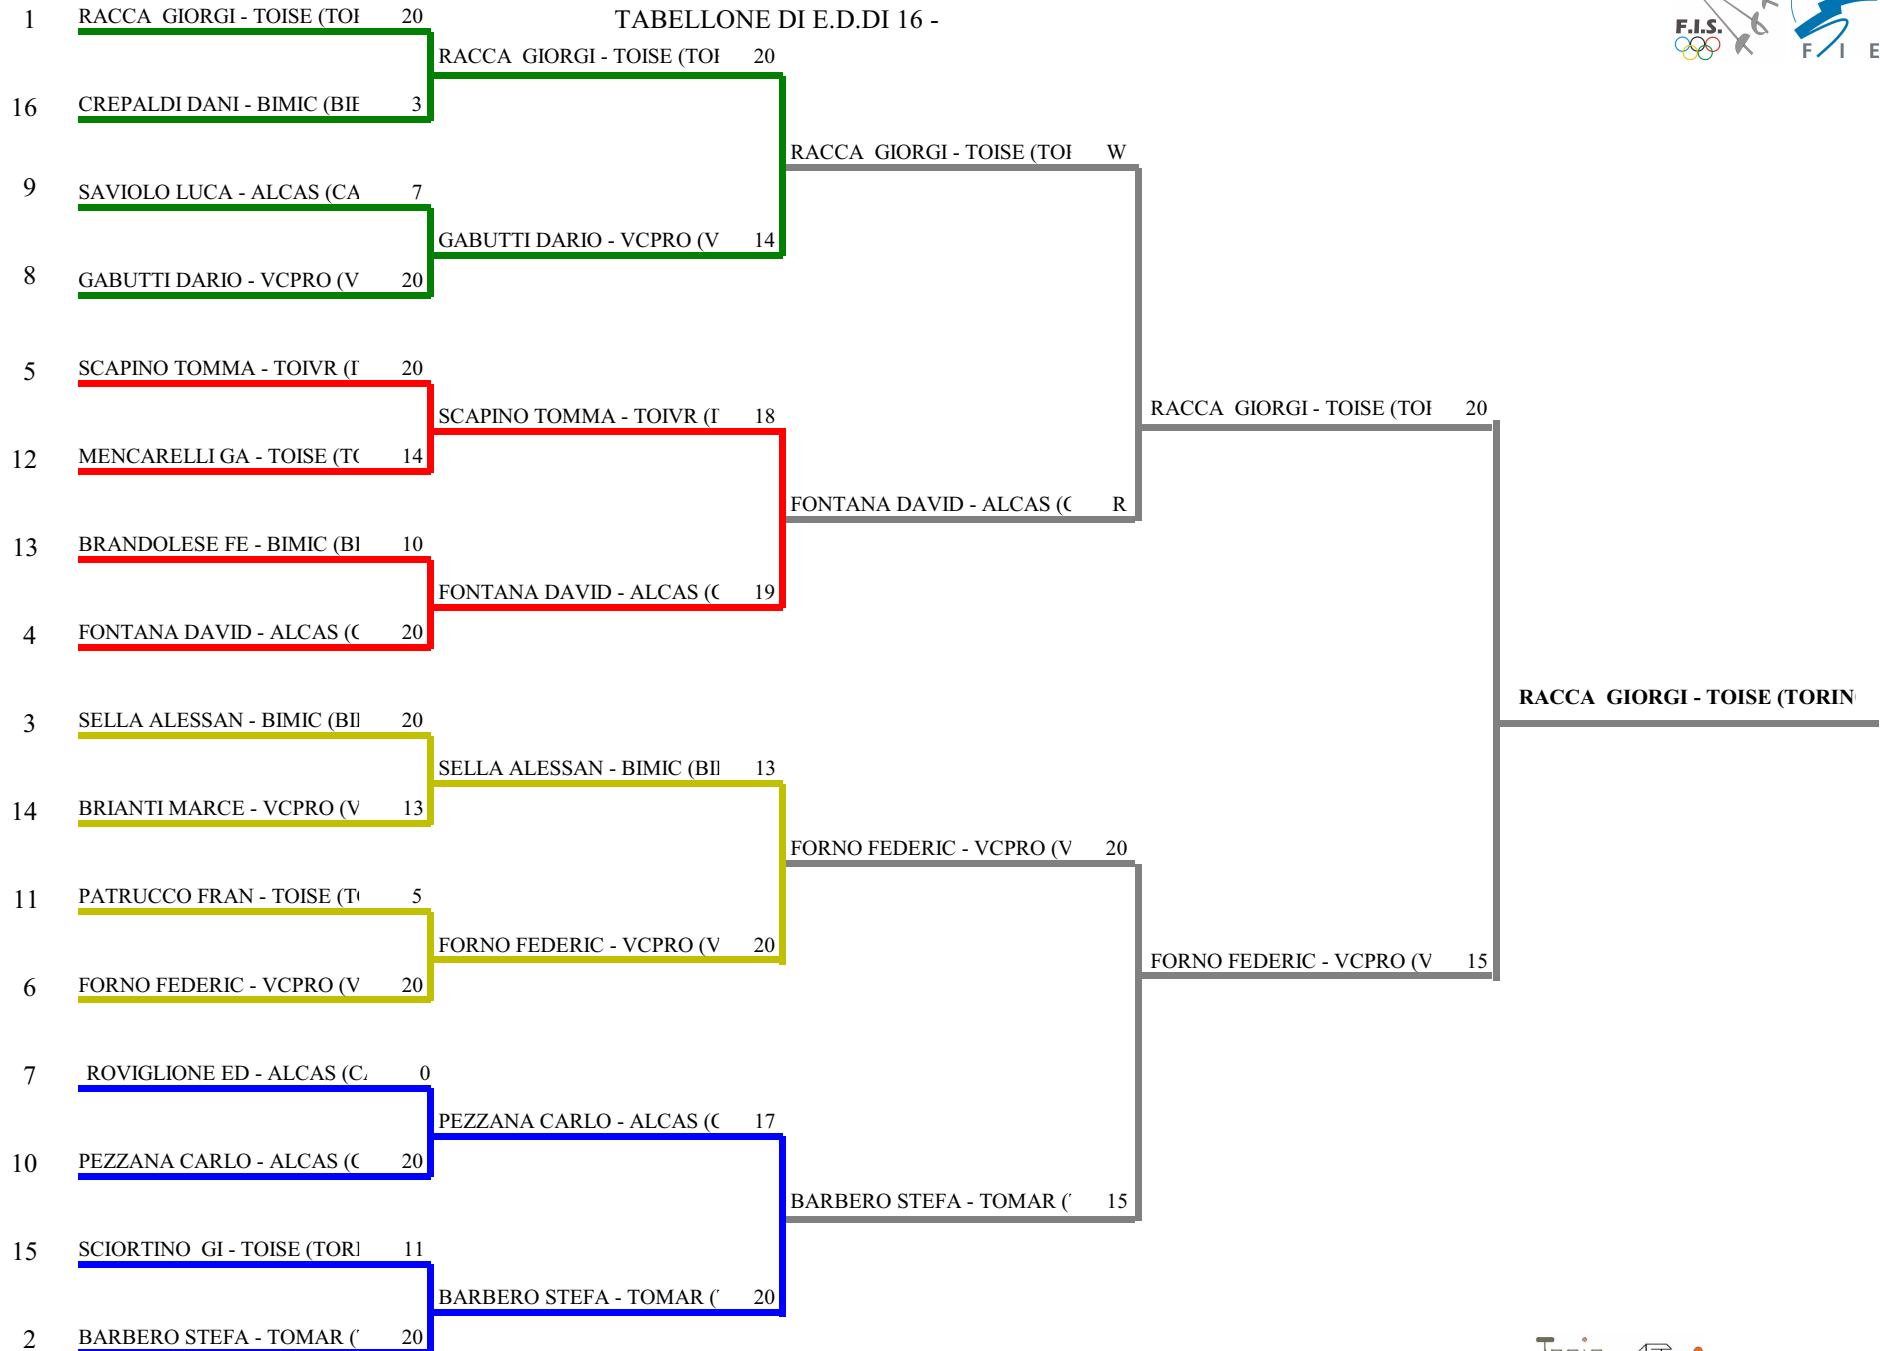 TABELLONE DI E.D.DI 16 -
F.I.S.
F I E
1 RACCA GIORGI - TOISE (TOI 20
16 CREPALDI DANI - BIMIC (BIE 3
9 SAVIOLO LUCA - ALCAS (CA 7
8 GABUTTI DARIO - VCPRO (V 20
5 SCAPINO TOMMA - TOIVR (I 20
12 MENCARELLI GA - TOISE (TO 14
13 BRANDOLESE FE - BIMIC (BI 10
4 FONTANA DAVID - ALCAS (C 20
3 SELLA ALESSAN - BIMIC (BII 20
14 BRIANTI MARCE - VCPRO (V 13
11 PATRUCCO FRAN - TOISE (TO 5
6 FORNO FEDERIC - VCPRO (V 20
7 ROVIGLIONE ED - ALCAS (CA 0
10 PEZZANA CARLO - ALCAS (C 20
15 SCIORTINO GI - TOISE (TORI 11
2 BARBERO STEFA - TOMAR (T 20
RACCA GIORGI - TOISE (TOI 20
GABUTTI DARIO - VCPRO (V 14
SCAPINO TOMMA - TOIVR (I 18
FONTANA DAVID - ALCAS (C 19
SELLA ALESSAN - BIMIC (BII 13
FORNO FEDERIC - VCPRO (V 20
PEZZANA CARLO - ALCAS (C 17
BARBERO STEFA - TOMAR (T 20
RACCA GIORGI - TOISE (TOI W
FONTANA DAVID - ALCAS (C R
FORNO FEDERIC - VCPRO (V 20
BARBERO STEFA - TOMAR (T 15
RACCA GIORGI - TOISE (TOI 20
FORNO FEDERIC - VCPRO (V 15
RACCA GIORGI - TOISE (TORIN